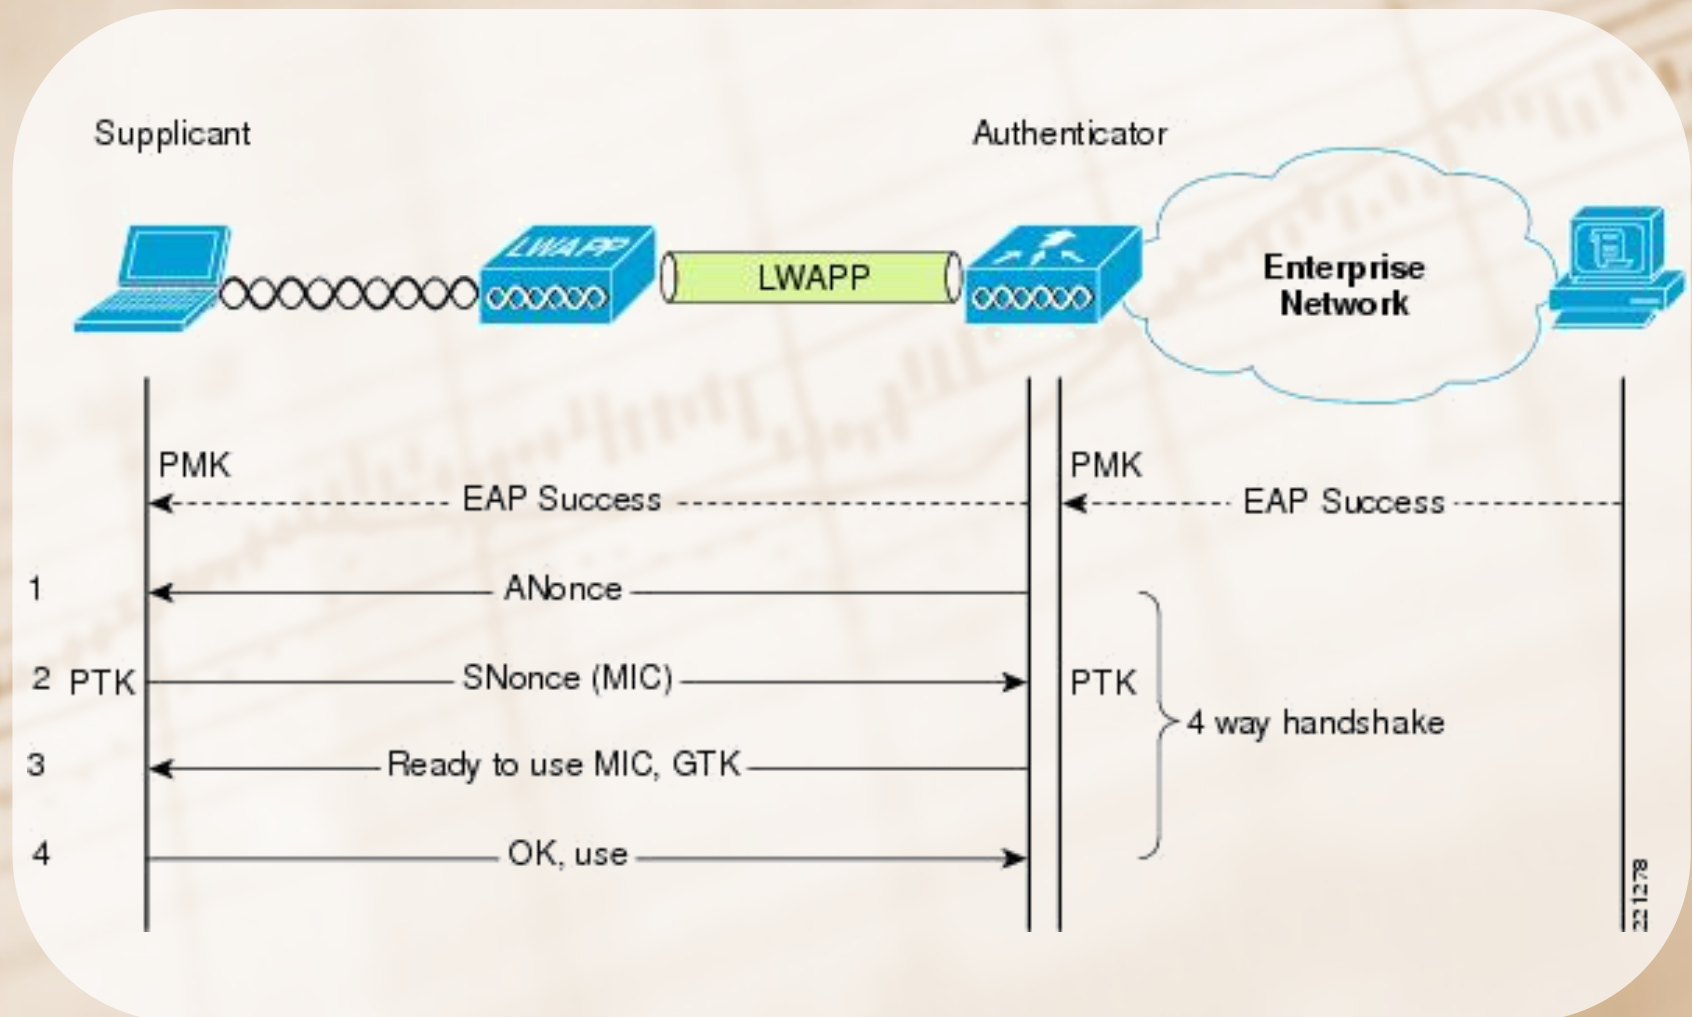 Supplicant
Authenticator
LWAPP
LWAPP
Enterprise
Network
PMK
PMK
EAP Success
EAP Success
1
ANonce
2
PTK
SNonce (MIC)
PTK
4 way handshake
3
Ready to use MIC, GTK
4
OK, use
221278